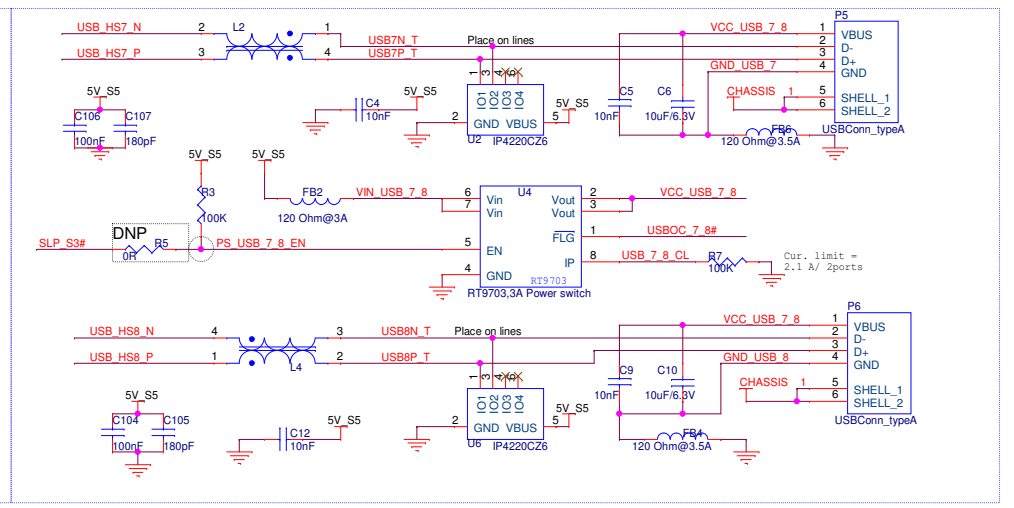 P5
USB_HS7_N 2 L2 1 USB7N_T Place on lines VCC_USB_7_8 1 VBUS
2 D-
USB_HS7_P 3 4 USB7P_T 3 D+
GND_USB_7 4 GND
1 3 4 6
5V_S5 C4 5V_S5 IO1 IO2 IO3 IO4 5V_S5 C5 C6 CHASSIS 1 5 SHELL_1
6 SHELL_2
C106 C107 10nF 2 GND VBUS 5 10nF 10uF/6.3V
100nF 180pF U2 IP4220CZ6 FB6 USBConn_typeA
120 Ohm@3.5A
5V_S5 5V_S5
R3 FB2 VIN_USB_7_8 6 Vin U4 Vout 2 VCC_USB_7_8
100K 120 Ohm@3A 7 Vin Vout 3
DNP FLG 1 USBOC_7_8#
SLP_S3# R5 PS_USB_7_8_EN 5 EN
0R IP 8 USB_7_8_CL R7 Cur. limit =
100K 2.1 A/ 2ports
4 GND RT9703
RT9703,3A Power switch
P6
USB_HS8_N 4 3 USB8N_T Place on lines VCC_USB_7_8 1 VBUS
2 D-
USB_HS8_P 1 L4 2 USB8P_T 3 D+
GND_USB_8 4 GND
1 3 4 6
5V_S5 IO1 IO2 IO3 IO4 C9 C10 CHASSIS 1 5 SHELL_1
10nF 10uF/6.3V 6 SHELL_2
C104 C105 C12 5V_S5 2 GND VBUS 5 5V_S5 USBConn_typeA
100nF 180pF 10nF U6 IP4220CZ6 FB4
120 Ohm@3.5A